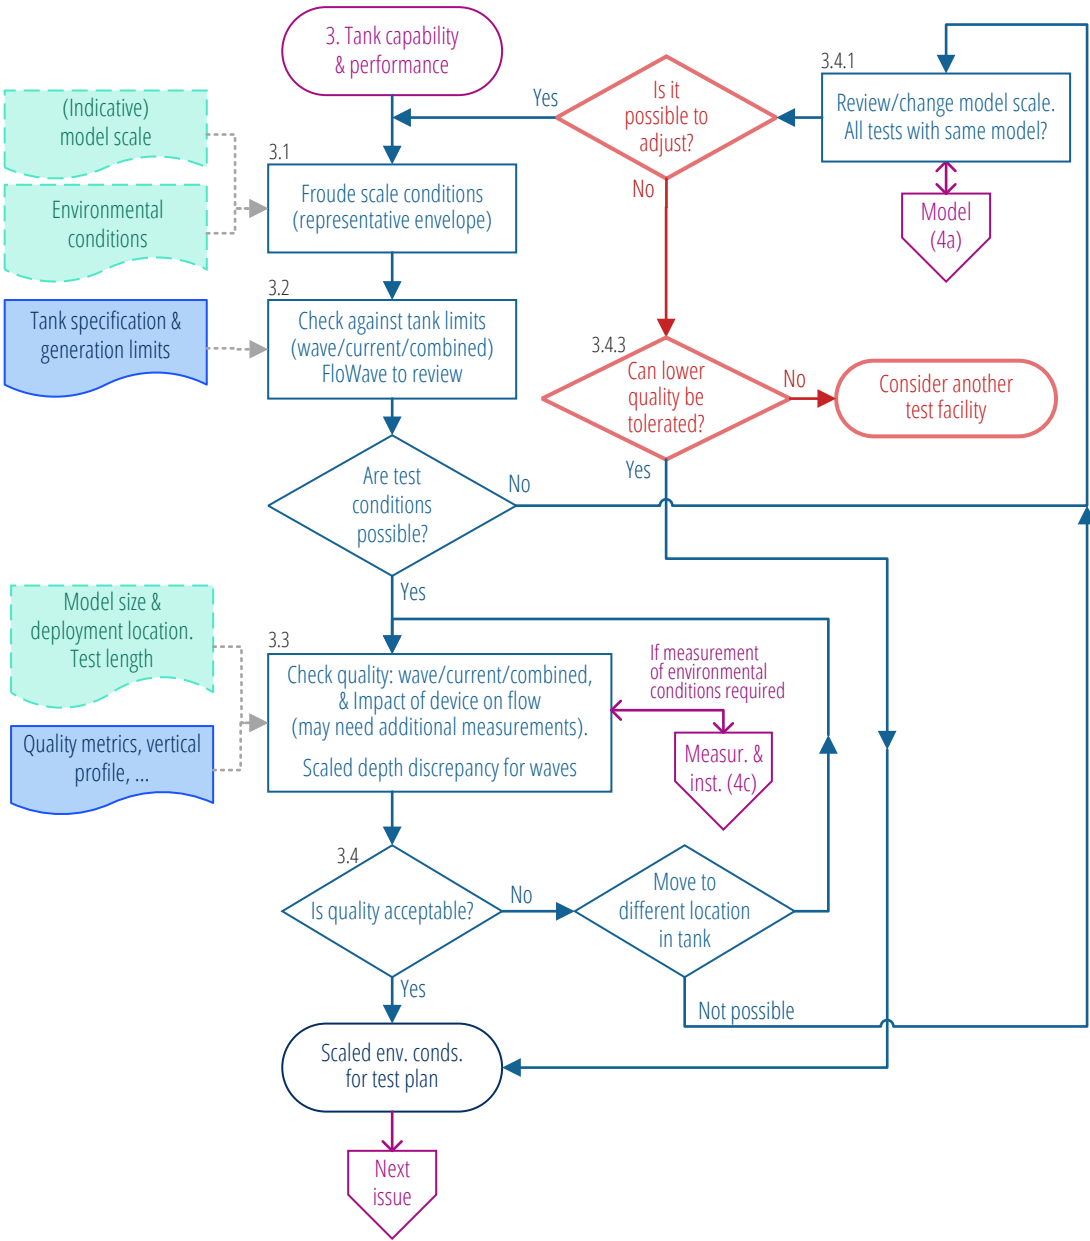 3. Tank capability
& performance
(Indicative)
model scale
Environmental
conditions
3.1
Froude scale conditions
(representative envelope)
Yes
Is it
possible to
adjust?
No
3.4.1
Review/change model scale.
All tests with same model?
Model
(4a)
Tank specification &
generation limits
3.2
Check against tank limits
(wave/current/combined)
FloWave to review
3.4.3
Can lower
quality be
tolerated?
No
Yes
Consider another
test facility
Are test
conditions
possible?
No
Yes
Model size &
deployment location.
Test length
Quality metrics, vertical
profile, ...
3.3
Check quality: wave/current/combined,
& Impact of device on flow
(may need additional measurements).
Scaled depth discrepancy for waves
If measurement
of environmental
conditions required
Measur. &
inst. (4c)
3.4
Is quality acceptable?
No
Yes
Move to
different location
in tank
Not possible
Scaled env. conds.
for test plan
Next
issue